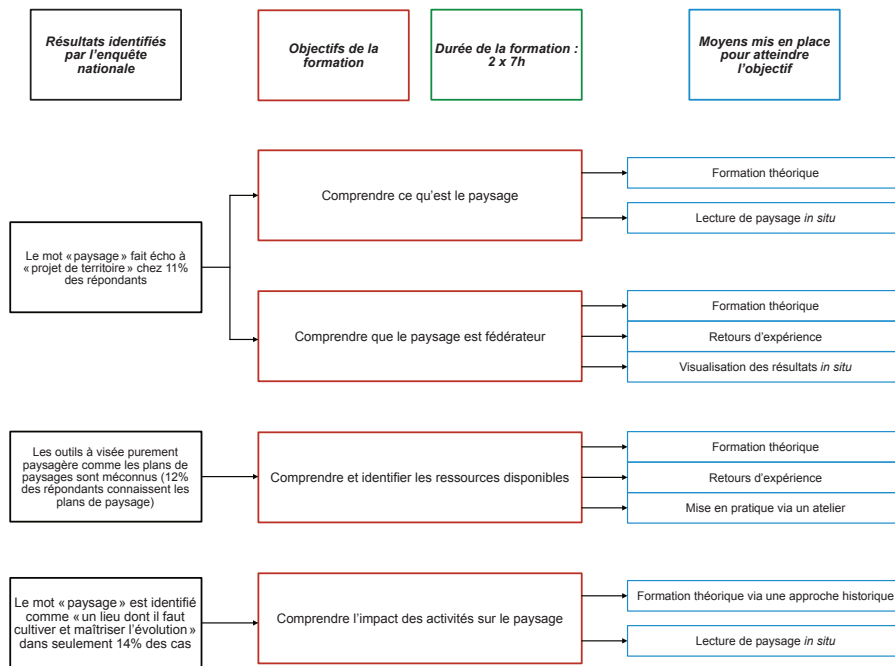 Résultats identifiés
par l'enquête
nationale
Objectifs de la
formation
Durée de la formation :
2 x 7h
Moyens mis en place
pour atteindre
l'objectif
Le mot « paysage » fait écho à
« projet de territoire » chez 11%
des répondants
Comprendre ce qu'est le paysage
Formation théorique
Lecture de paysage in situ
Comprendre que le paysage est fédérateur
Formation théorique
Retours d'expérience
Visualisation des résultats in situ
Les outils à visée purement
paysagère comme les plans de
paysages sont méconnus (12%
des répondants connaissent les
plans de paysage)
Comprendre et identifier les ressources disponibles
Formation théorique
Retours d'expérience
Mise en pratique via un atelier
Le mot « paysage » est identifié
comme « un lieu dont il faut
cultiver et maîtriser l'évolution »
dans seulement 14% des cas
Comprendre l'impact des activités sur le paysage
Formation théorique via une approche historique
Lecture de paysage in situ